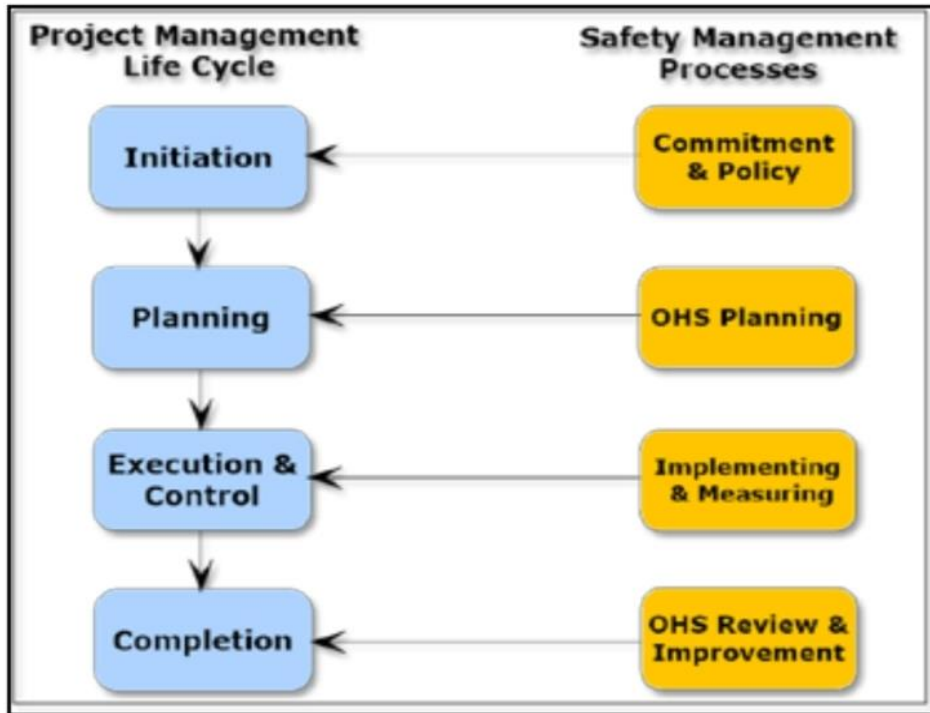 Project Management
Life Cycle
Safety Management
Processes
Initiation
Commitment
& Policy
Planning
OHS Planning
Execution &
Control
Implementing
& Measuring
Completion
OHS Review &
Improvement